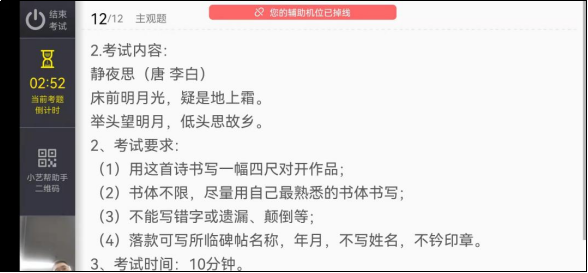 结束
考试
02:52
当前考题
倒计时
小艺帮助手
二维码
12/12 主观题
您的辅助机位已掉线
2.考试内容:
静夜思（唐 李白）
床前明月光，疑是地上霜。
举头望明月，低头思故乡。
2、考试要求:
（1）用这首诗书写一幅四尺对开作品;
（2）书体不限，尽量用自己最熟悉的书体书写;
（3）不能写错字或遗漏、颠倒等;
（4）落款可写所临碑帖名称，年月，不写姓名，不钤印章。
3、考试时间: 10分钟。